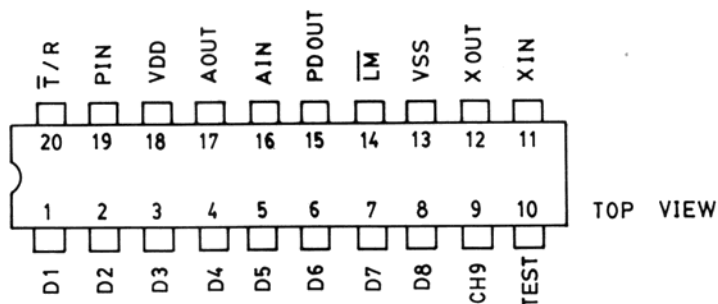 T̅/R PIN VDD AOUT AIN PDOUT L̅M̅ VSS XOUT XIN
20 19 18 17 16 15 14 13 12 11
1 2 3 4 5 6 7 8 9 10 TOP VIEW
D1 D2 D3 D4 D5 D6 D7 D8 CH9 TEST